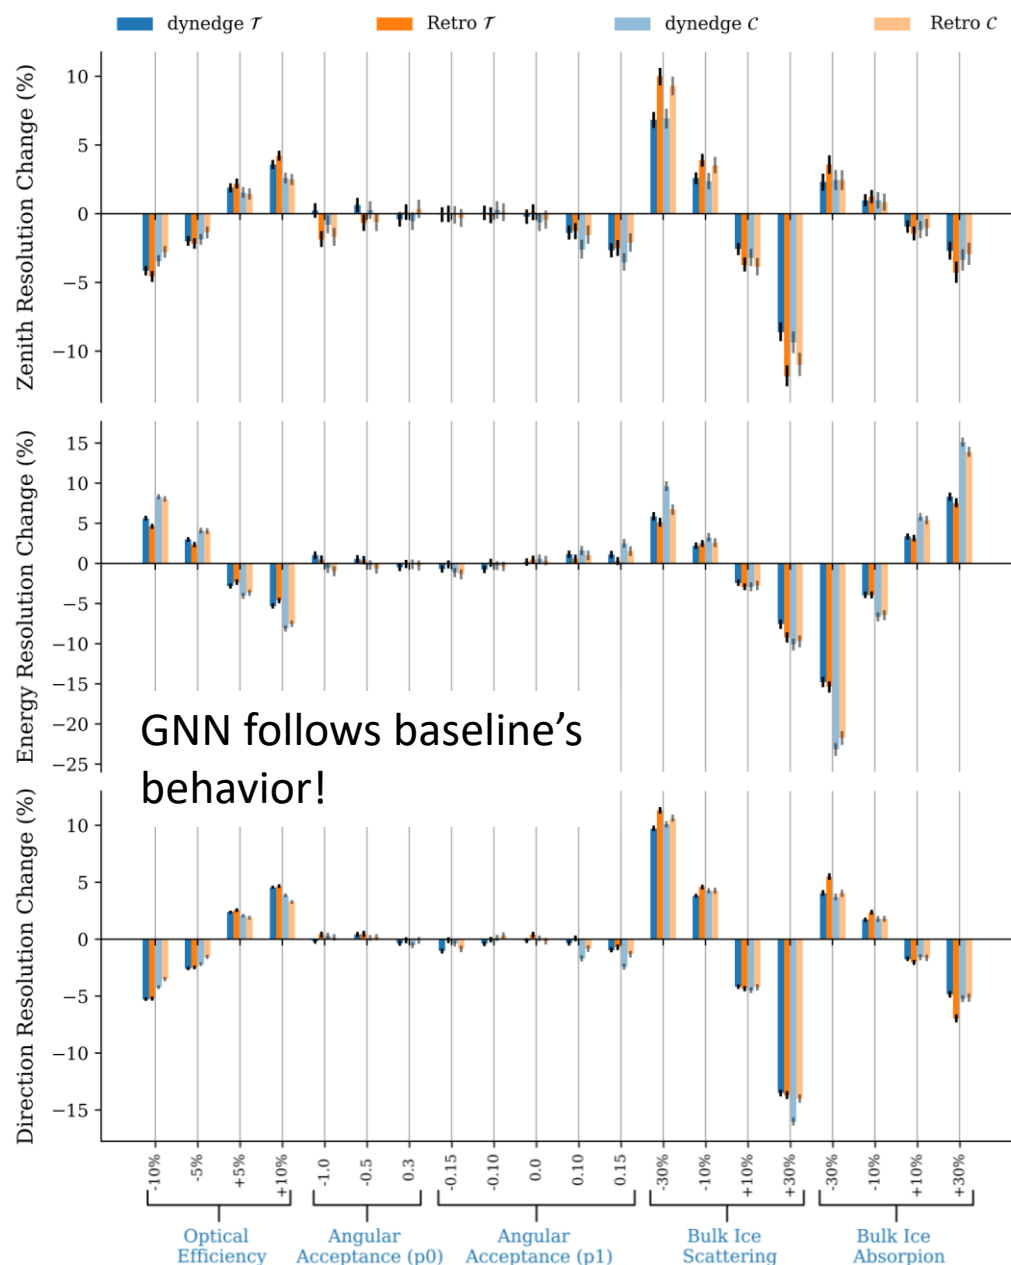 dynedge 𝒯 Retro 𝒯 dynedge 𝒞 Retro 𝒞
Zenith Resolution Change (%)
10
5
0
−5
−10
Energy Resolution Change (%)
15
10
5
0
−5
−10
−15
−20
−25
GNN follows baseline's
behavior!
Direction Resolution Change (%)
10
5
0
−5
−10
−15
-10% -5% +5% +10% -1.0 -0.5 0.3 -0.15 -0.10 0.0 0.10 0.15 -30% -10% +10% +30% -30% -10% +10% +30%
Optical
Efficiency
Angular
Acceptance (p0)
Angular
Acceptance (p1)
Bulk Ice
Scattering
Bulk Ice
Absorpion